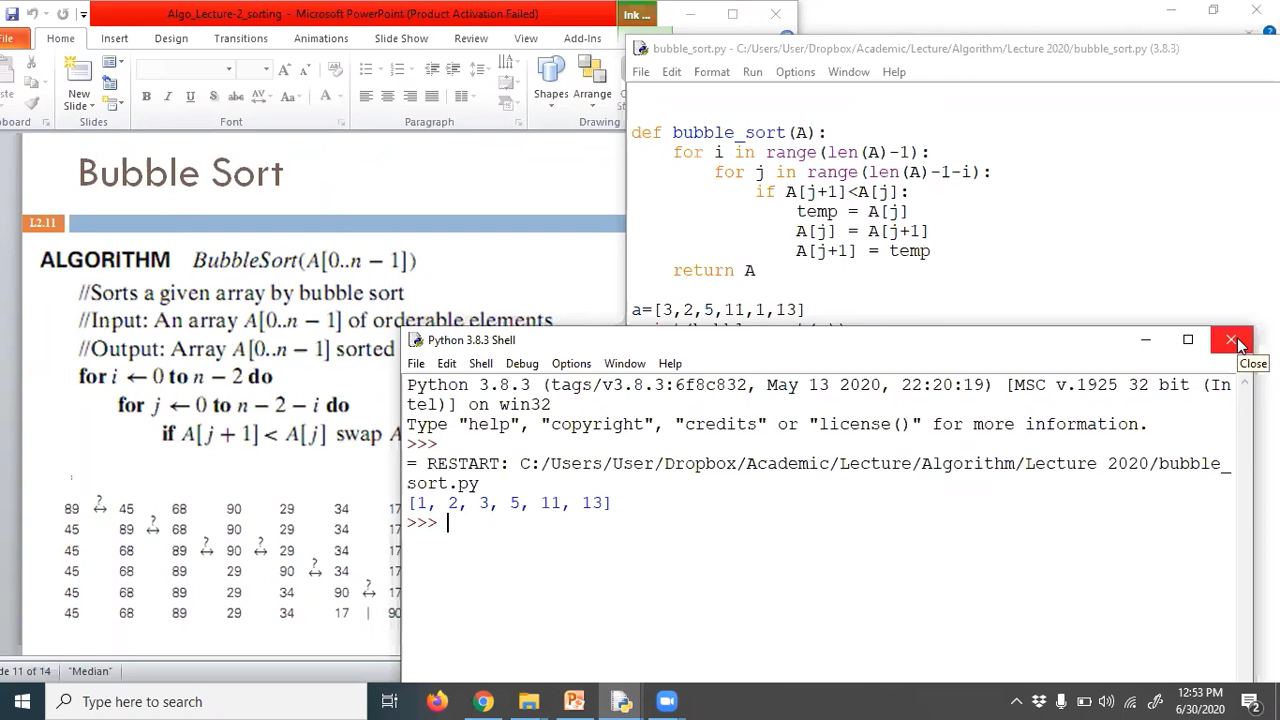 Algo_Lecture-2_sorting - Microsoft PowerPoint (Product Activation Failed)
Ink ...
File
Home
Insert
Design
Transitions
Animations
Slide Show
Review
View
Add-Ins
New
Slide
Shapes
Arrange
Slides
Font
Paragraph
Drawing
Bubble Sort
L2.11
ALGORITHM BubbleSort(A[0..n − 1])
//Sorts a given array by bubble sort
//Input: An array A[0..n − 1] of orderable elements
//Output: Array A[0..n − 1] sorted
for i ← 0 to n − 2 do
for j ← 0 to n − 2 − i do
if A[j + 1] < A[j] swap A
89 ?↔ 45 68 90 29 34 17
45 89 ?↔ 68 90 29 34 17
45 68 89 ?↔ 90 ?↔ 29 34 17
45 68 89 29 90 ?↔ 34 17
45 68 89 29 34 90 ?↔ 17
45 68 89 29 34 17 | 90
de 11 of 14
"Median"
bubble_sort.py - C:/Users/User/Dropbox/Academic/Lecture/Algorithm/Lecture 2020/bubble_sort.py (3.8.3)
File Edit Format Run Options Window Help
def bubble_sort(A):
for i in range(len(A)-1):
for j in range(len(A)-1-i):
if A[j+1]<A[j]:
temp = A[j]
A[j] = A[j+1]
A[j+1] = temp
return A
a=[3,2,5,11,1,13]
Python 3.8.3 Shell
Close
File Edit Shell Debug Options Window Help
Python 3.8.3 (tags/v3.8.3:6f8c832, May 13 2020, 22:20:19) [MSC v.1925 32 bit (In
tel)] on win32
Type "help", "copyright", "credits" or "license()" for more information.
>>>
= RESTART: C:/Users/User/Dropbox/Academic/Lecture/Algorithm/Lecture 2020/bubble_
sort.py
[1, 2, 3, 5, 11, 13]
>>>
Type here to search
12:53 PM
6/30/2020
2